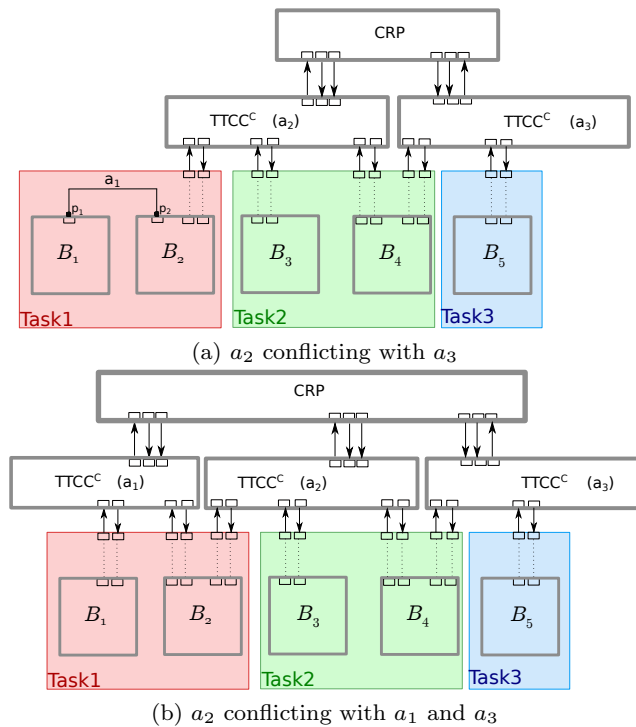 CRP
TTCC^C (a₂) TTCC^C (a₃)
a₁
p₁ p₂
B₁ B₂ B₃ B₄ B₅
Task1 Task2 Task3
(a) a₂ conflicting with a₃
CRP
TTCC^C (a₁) TTCC^C (a₂) TTCC^C (a₃)
B₁ B₂ B₃ B₄ B₅
Task1 Task2 Task3
(b) a₂ conflicting with a₁ and a₃